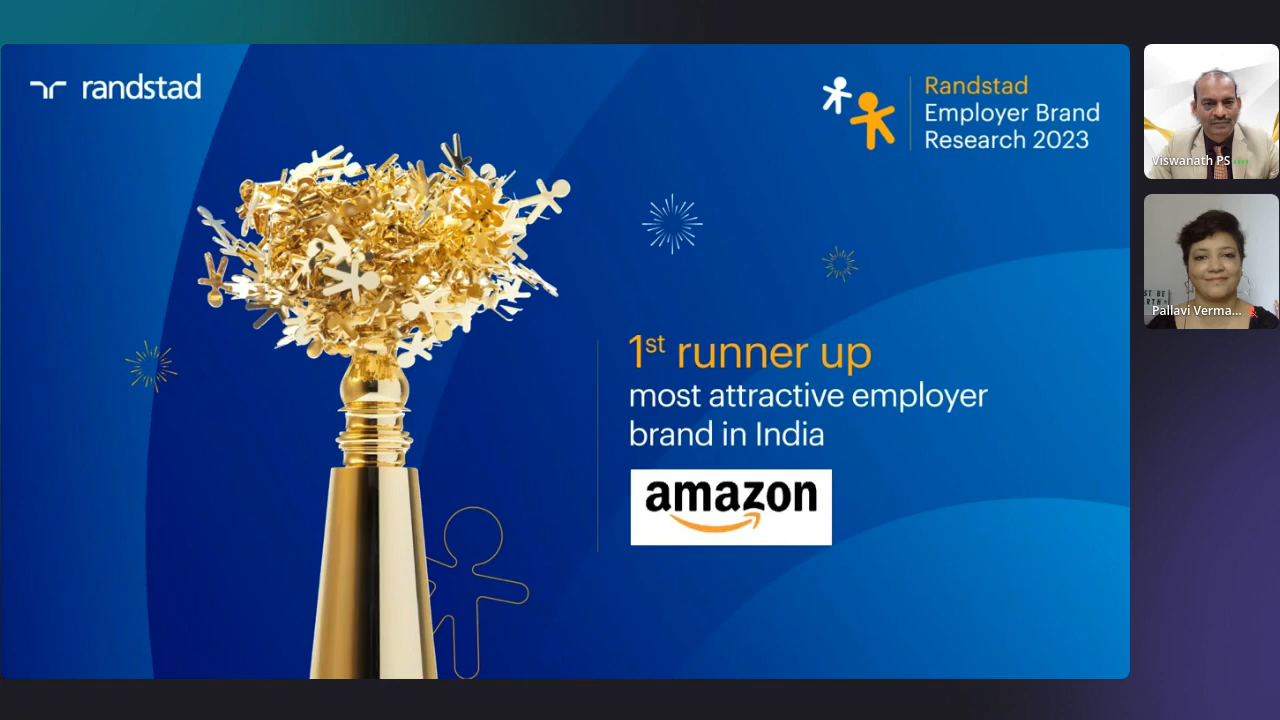 randstad
Randstad
Employer Brand
Research 2023
1st runner up
most attractive employer
brand in India
amazon
Viswanath PS
Pallavi Verma...